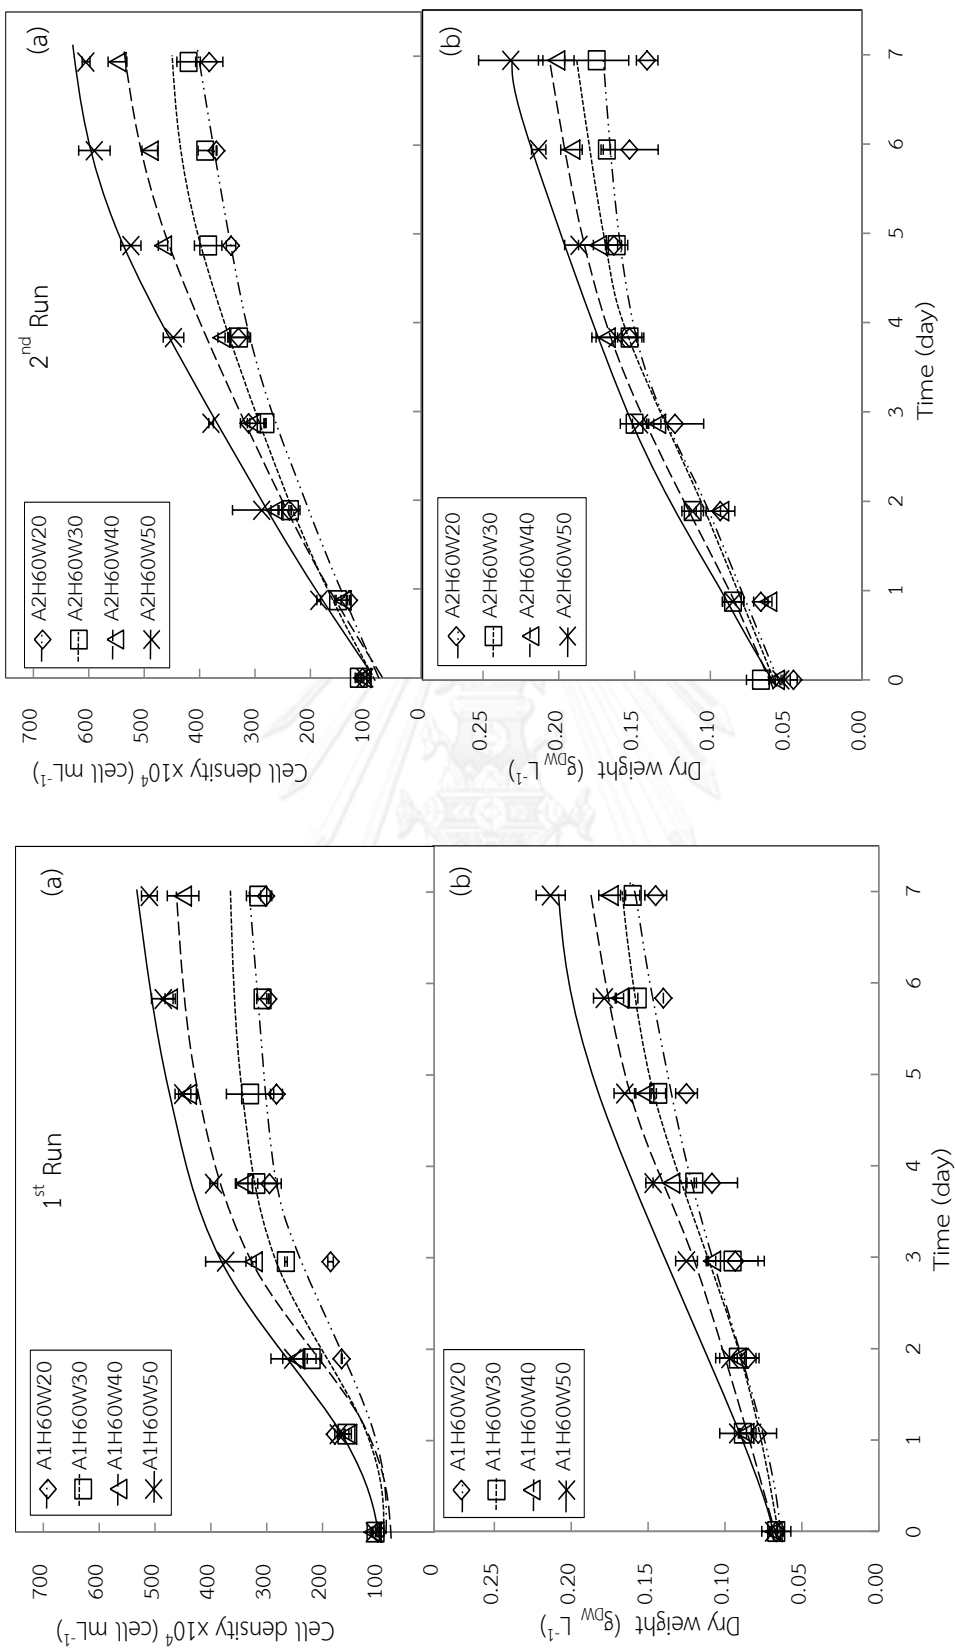 1st Run
(a)
Cell density x10⁴ (cell mL⁻¹)
700
600
500
400
300
200
100
0
A1H60W20
A1H60W30
A1H60W40
A1H60W50
(b)
Dry weight (g_DW L⁻¹)
0.25
0.20
0.15
0.10
0.05
0.00
A1H60W20
A1H60W30
A1H60W40
A1H60W50
0 1 2 3 4 5 6 7
Time (day)
2nd Run
(a)
Cell density x10⁴ (cell mL⁻¹)
700
600
500
400
300
200
100
0
A2H60W20
A2H60W30
A2H60W40
A2H60W50
(b)
Dry weight (g_DW L⁻¹)
0.25
0.20
0.15
0.10
0.05
0.00
A2H60W20
A2H60W30
A2H60W40
A2H60W50
0 1 2 3 4 5 6 7
Time (day)